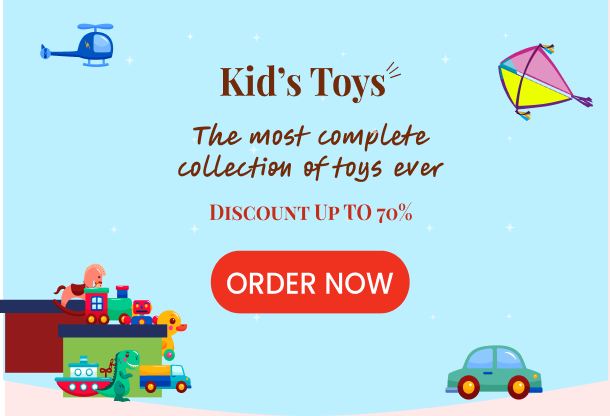 Kid's Toys
The most complete
collection of toys ever
Discount Up TO 70%
ORDER NOW